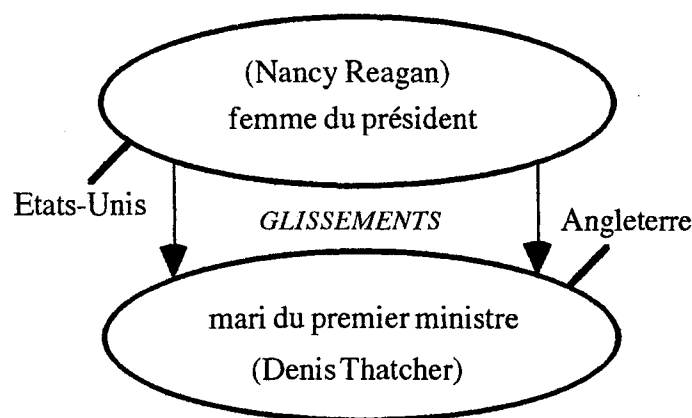 (Nancy Reagan)
femme du président
Etats-Unis
GLISSEMENTS
Angleterre
mari du premier ministre
(Denis Thatcher)